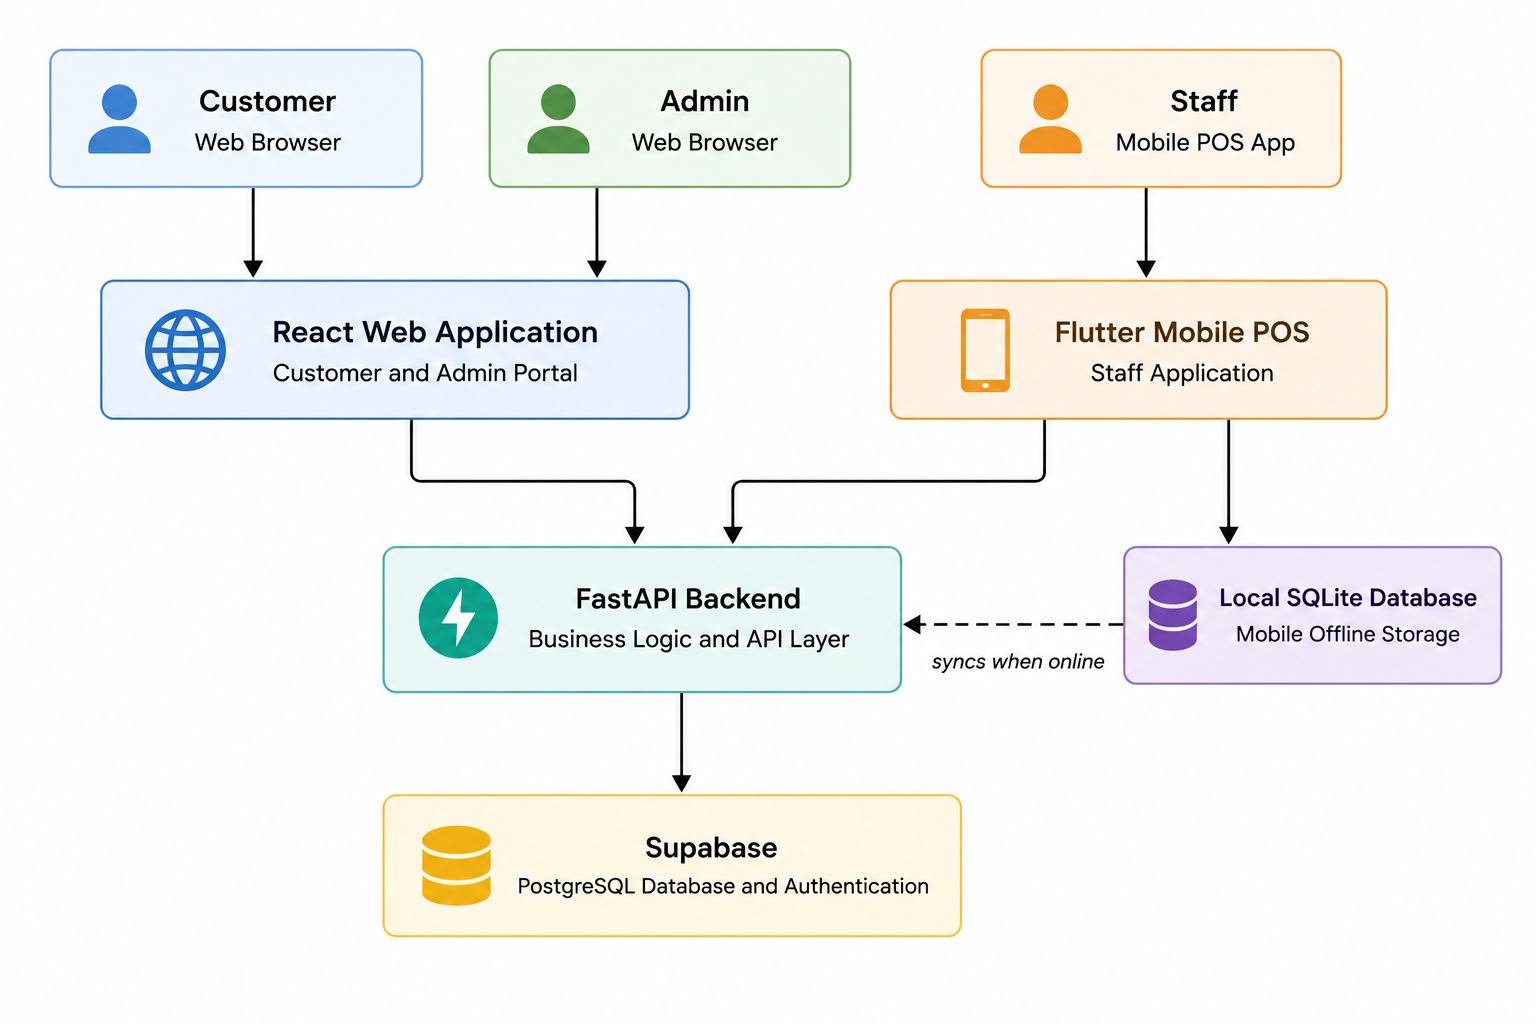 Customer
Web Browser
Admin
Web Browser
Staff
Mobile POS App
React Web Application
Customer and Admin Portal
Flutter Mobile POS
Staff Application
FastAPI Backend
Business Logic and API Layer
syncs when online
Local SQLite Database
Mobile Offline Storage
Supabase
PostgreSQL Database and Authentication